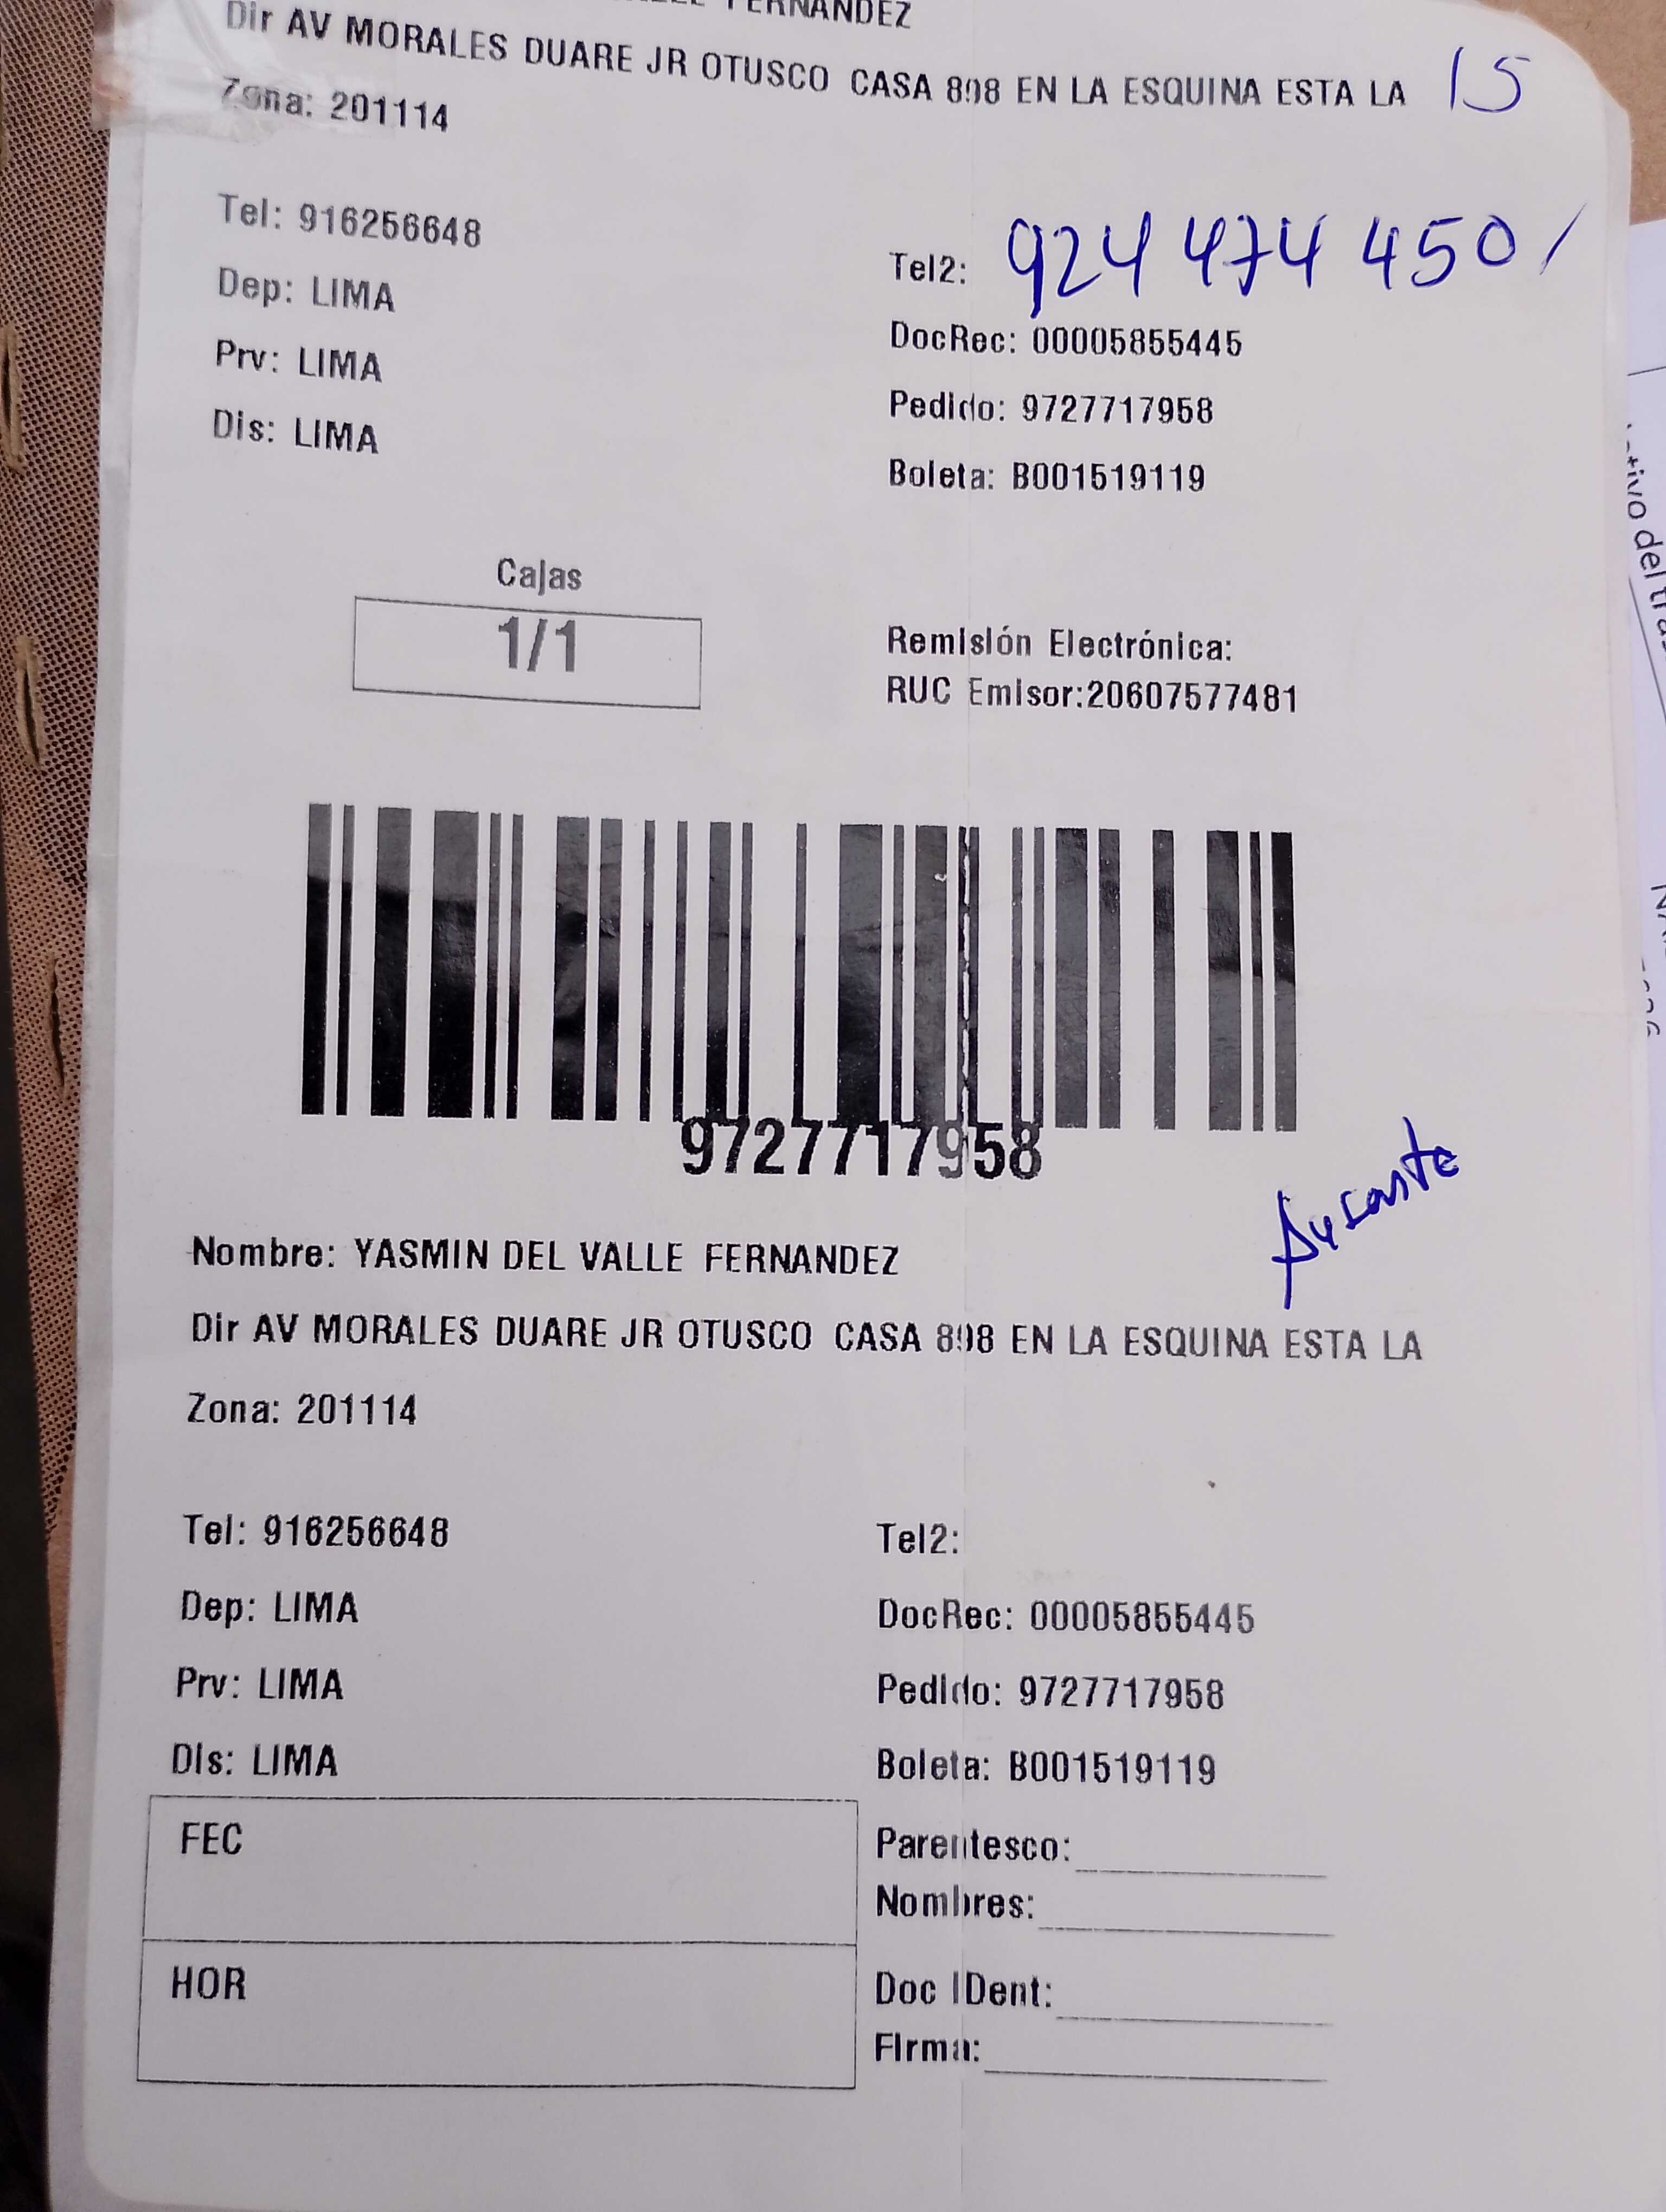 FERNANDEZ
Dir AV MORALES DUARE JR OTUSCO CASA 898 EN LA ESQUINA ESTA LA 15
Zona: 201114
Tel: 916256648
Tel2: 924 474 450 /
Dep: LIMA
DocRec: 00005855445
Prv: LIMA
Pedido: 9727717958
Dis: LIMA
Boleta: B001519119
Cajas
1/1
Remisión Electrónica:
RUC Emisor:20607577481
9727717958
Nombre: YASMIN DEL VALLE FERNANDEZ
Dir AV MORALES DUARE JR OTUSCO CASA 898 EN LA ESQUINA ESTA LA
Zona: 201114
Tel: 916256648
Tel2:
Dep: LIMA
DocRec: 00005855445
Prv: LIMA
Pedido: 9727717958
Dis: LIMA
Boleta: B001519119
FEC
Parentesco:
Nombres:
HOR
Doc IDent:
Firma: